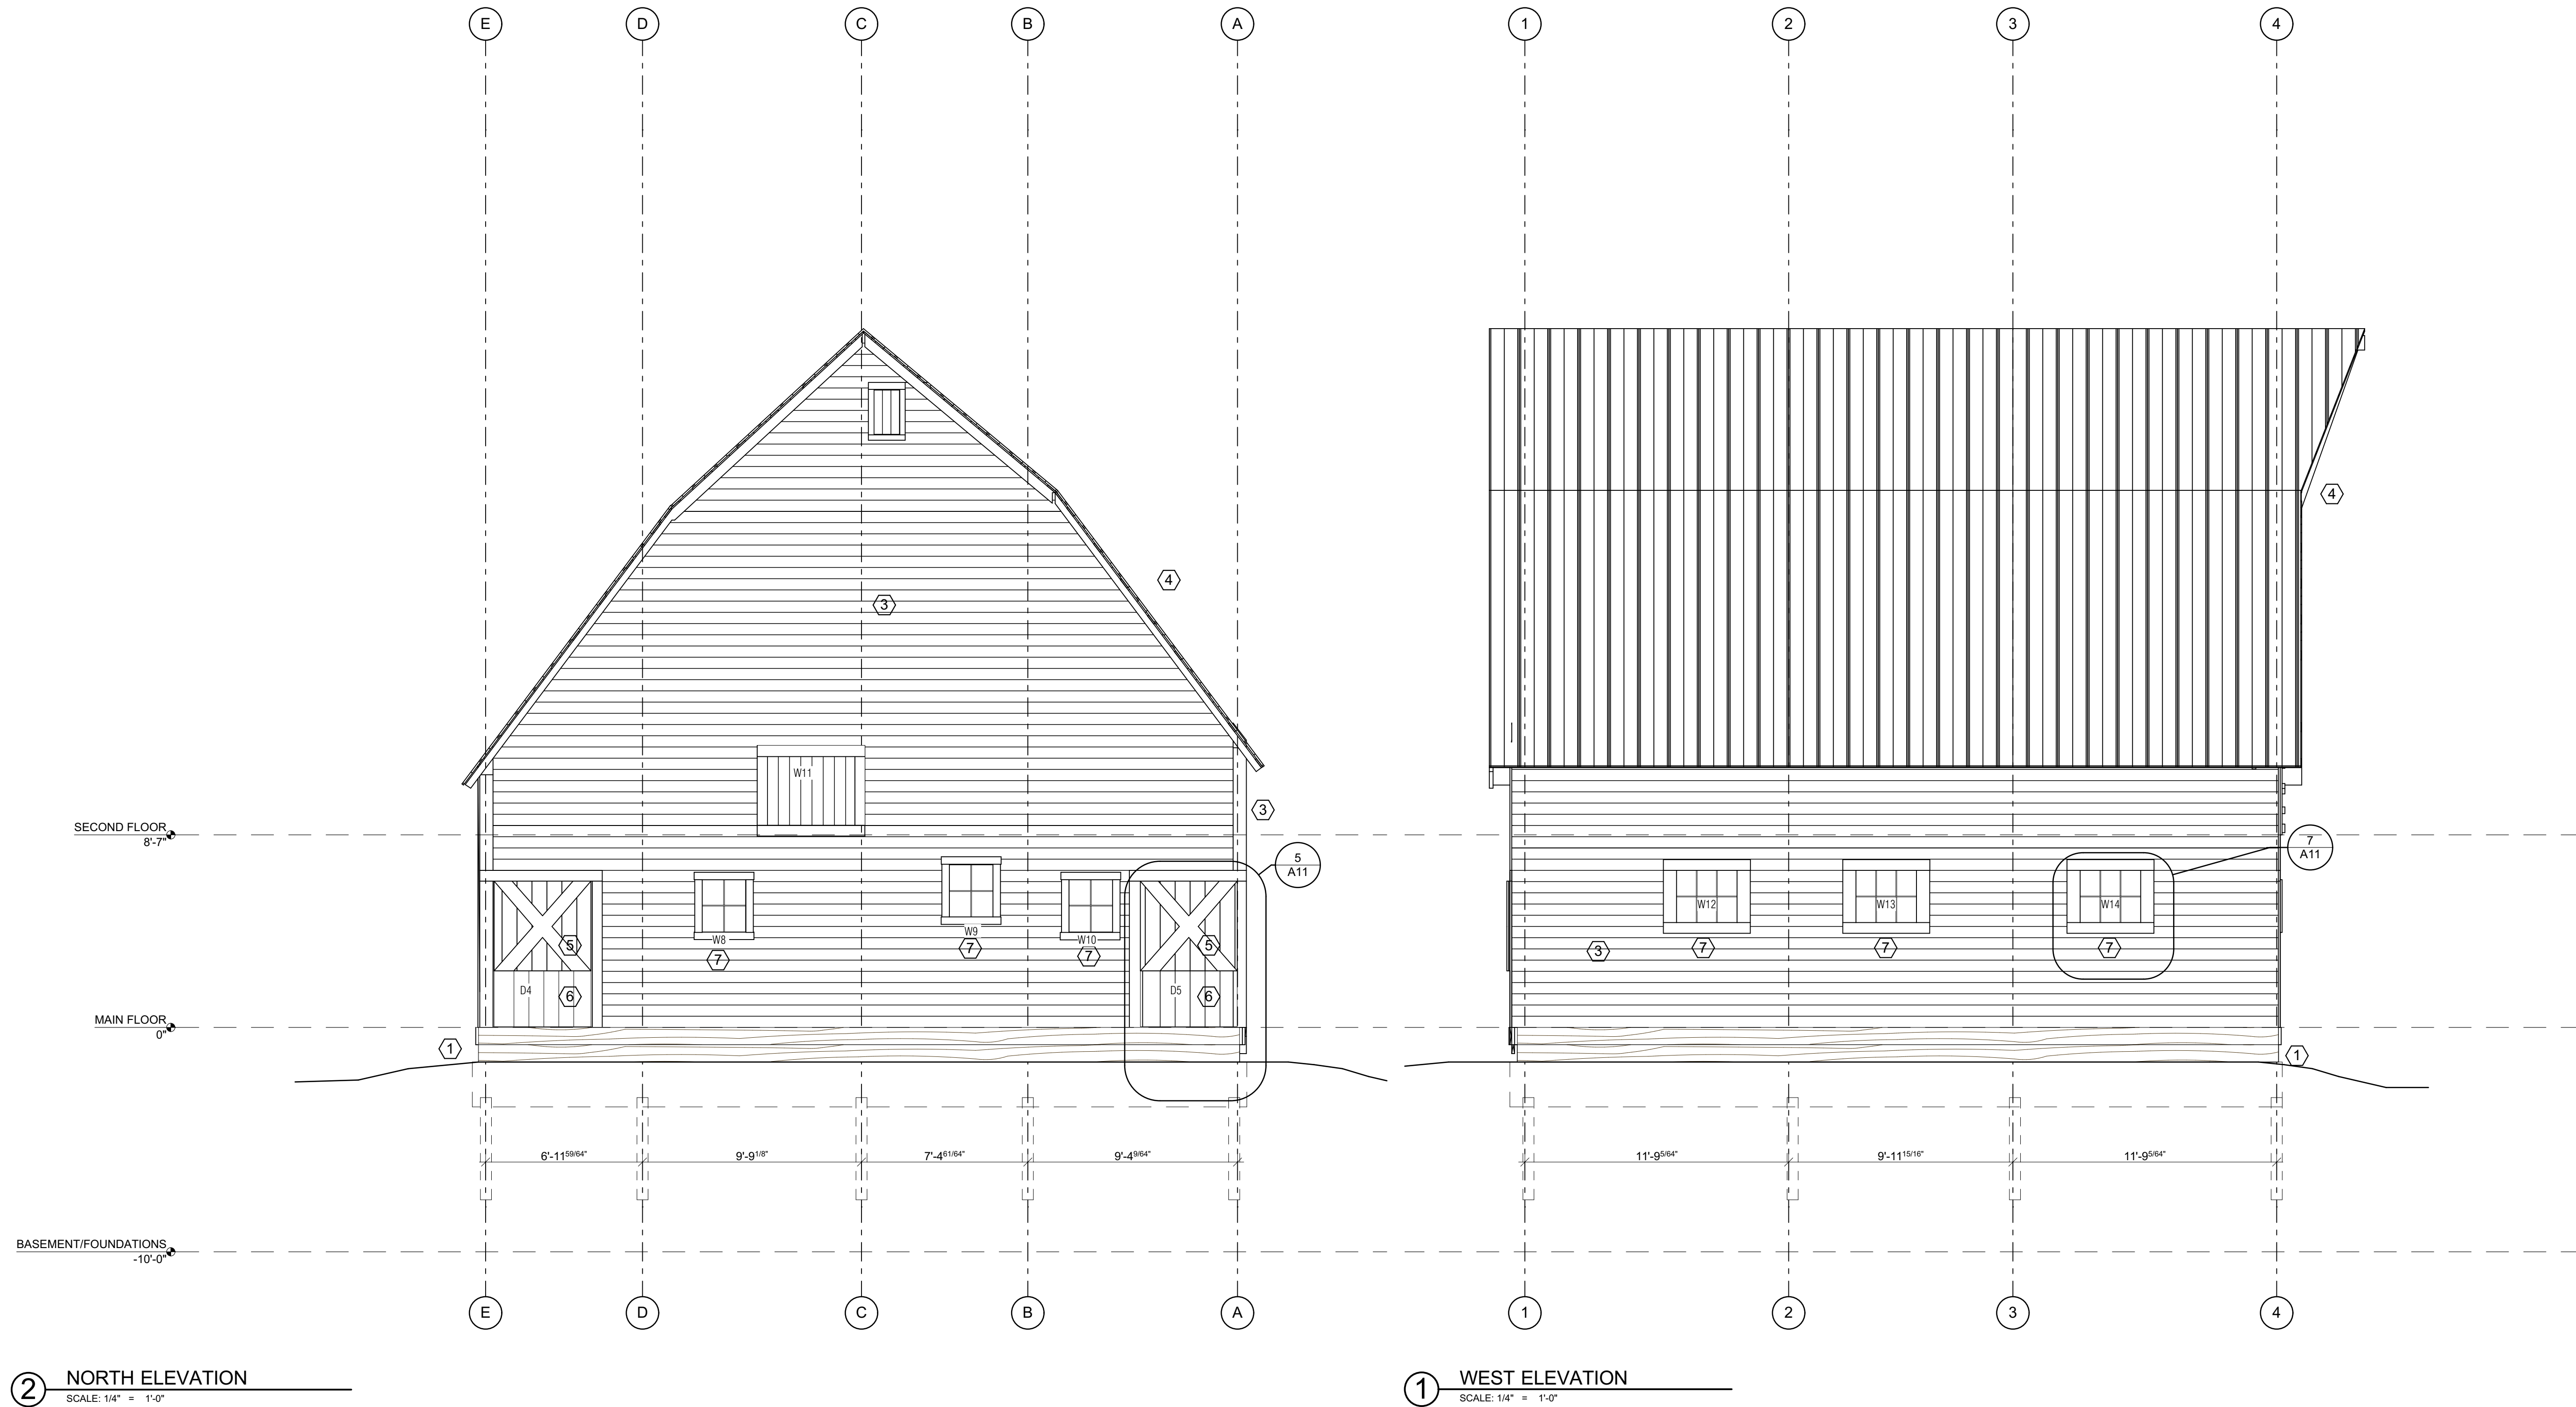 E D C B A 1 2 3 4
4
4
3
W11
3
SECOND FLOOR
8'-7"
5
A11
7
A11
W12 W13 W14
5 W8 W9 W10 5
7 7 7 3 7 7 7
D4 6 D5 6
MAIN FLOOR
0"
1 1
6'-11 59/64" 9'-9 1/8" 7'-4 61/64" 9'-4 9/64" 11'-9 5/64" 9'-11 15/16" 11'-9 5/64"
BASEMENT/FOUNDATIONS
-10'-0"
E D C B A 1 2 3 4
2 NORTH ELEVATION
SCALE: 1/4" = 1'-0"
1 WEST ELEVATION
SCALE: 1/4" = 1'-0"